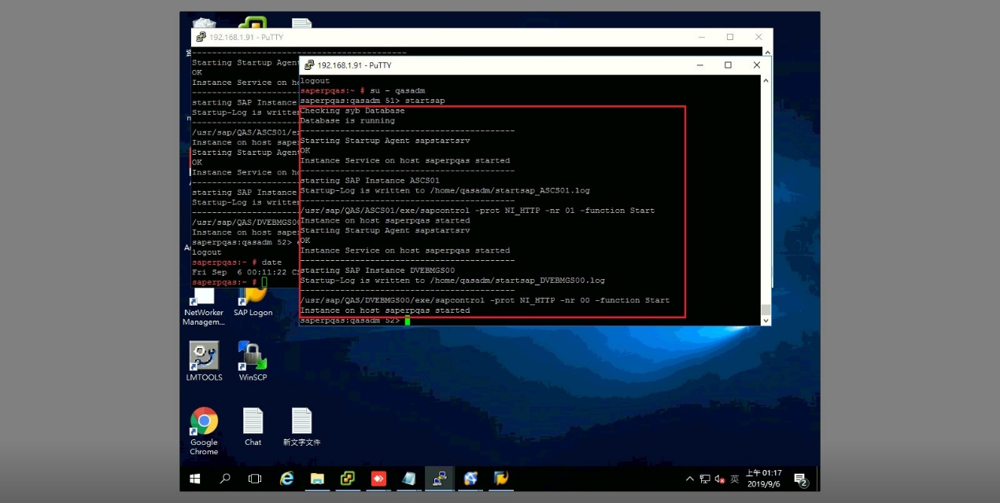 192.168.1.91 - PuTTY
Starting Startup Agen
OK
Instance Service on h
starting SAP Instance
Startup-Log is writte
/usr/sap/QAS/ASCS01/ex
Instance on host sape
Starting Startup Agen
OK
Instance Service on h
starting SAP Instance
Startup-Log is writte
/usr/sap/QAS/DVEBMGS0
Instance on host sape
saperpqas:qasadm 52>
logout
saperpqas:~ # date
Fri Sep  6 00:11:22 CS
saperpqas:~ #
192.168.1.91 - PuTTY
logout
saperpqas:~ # su - qasadm
saperpqas:qasadm 51> startsap
Checking syb Database
Database is running
-------------------------------------------
Starting Startup Agent sapstartsrv
OK
Instance Service on host saperpqas started
-------------------------------------------
starting SAP Instance ASCS01
Startup-Log is written to /home/qasadm/startsap_ASCS01.log
-------------------------------------------
/usr/sap/QAS/ASCS01/exe/sapcontrol -prot NI_HTTP -nr 01 -function Start
Instance on host saperpqas started
Starting Startup Agent sapstartsrv
OK
Instance Service on host saperpqas started
-------------------------------------------
starting SAP Instance DVEBMGS00
Startup-Log is written to /home/qasadm/startsap_DVEBMGS00.log
-------------------------------------------
/usr/sap/QAS/DVEBMGS00/exe/sapcontrol -prot NI_HTTP -nr 00 -function Start
Instance on host saperpqas started
saperpqas:qasadm 52>
NetWorker
Managem...
SAP Logon
LMTOOLS
WinSCP
Google
Chrome
Chat
新文字文件
英
上午 01:17
2019/9/6
2